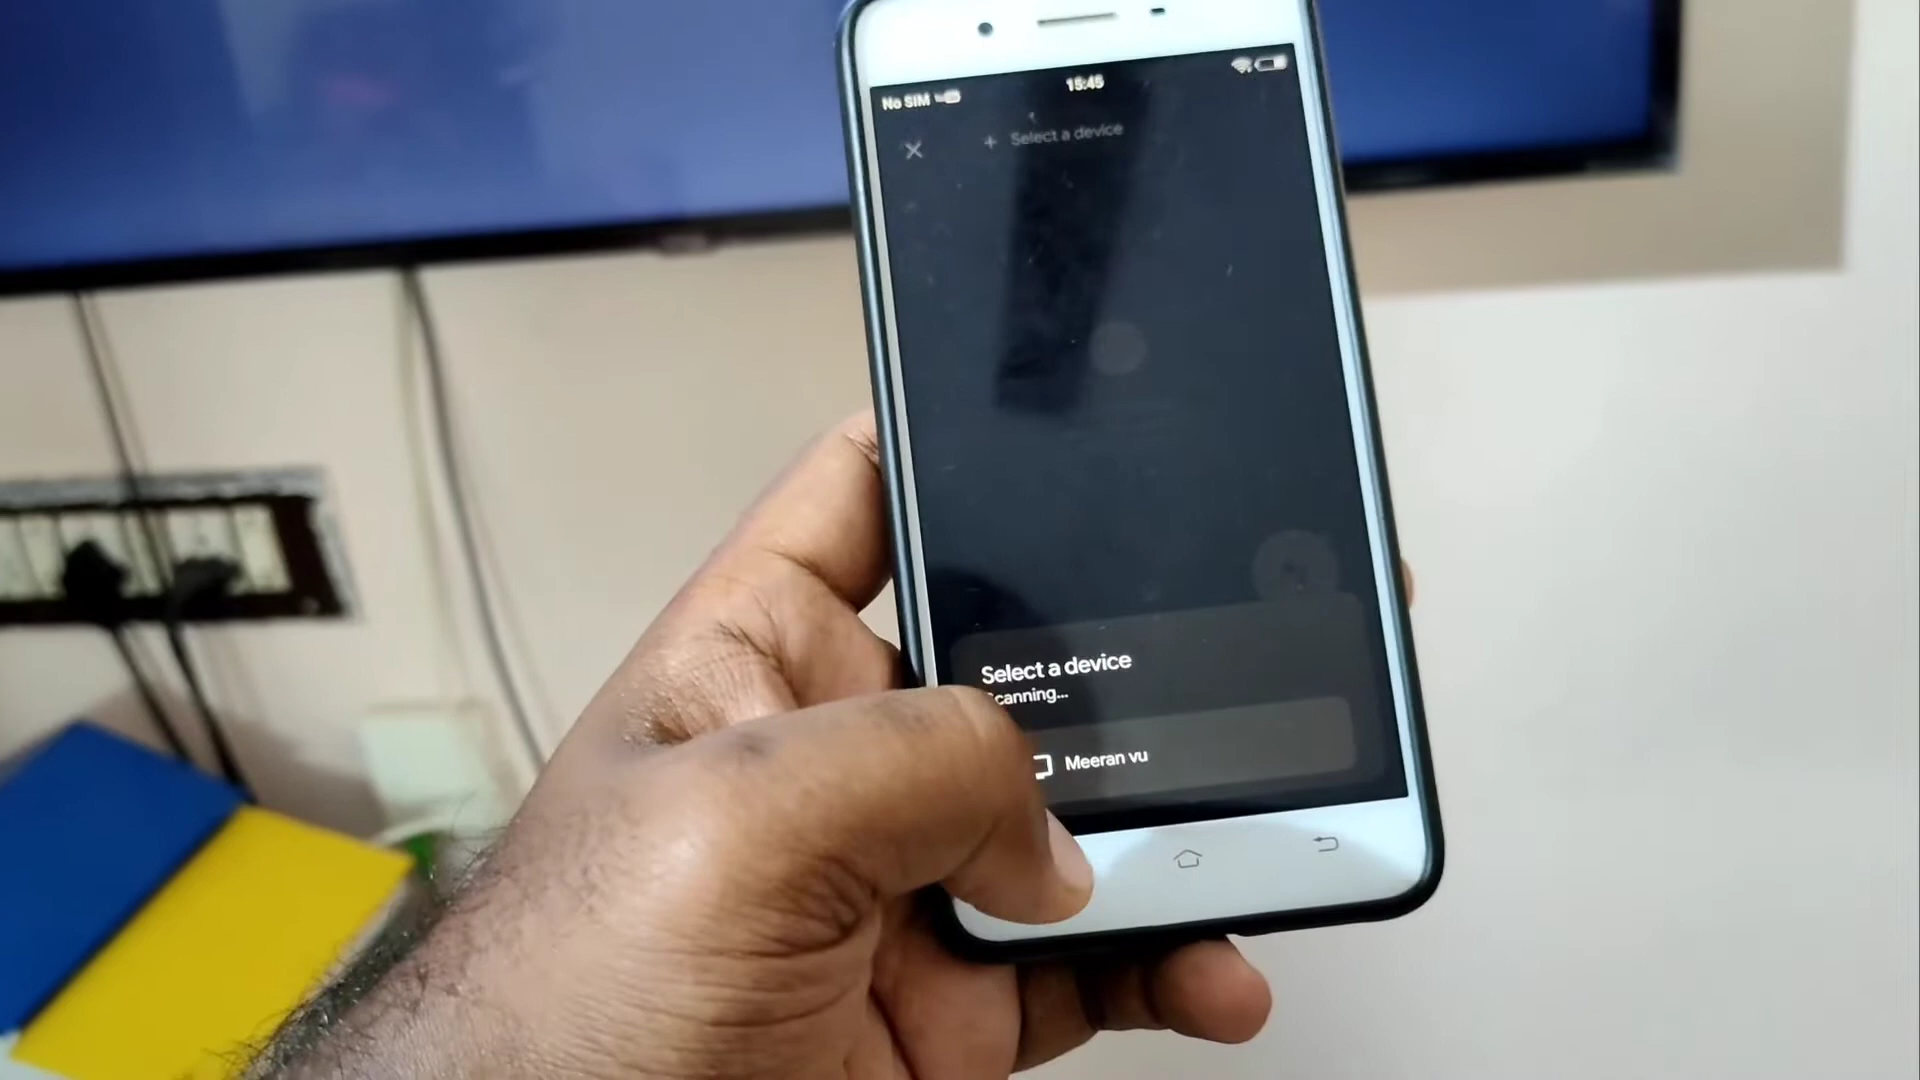 No SIM
15:45
+ Select a device
Select a device
canning...
Meeran vu